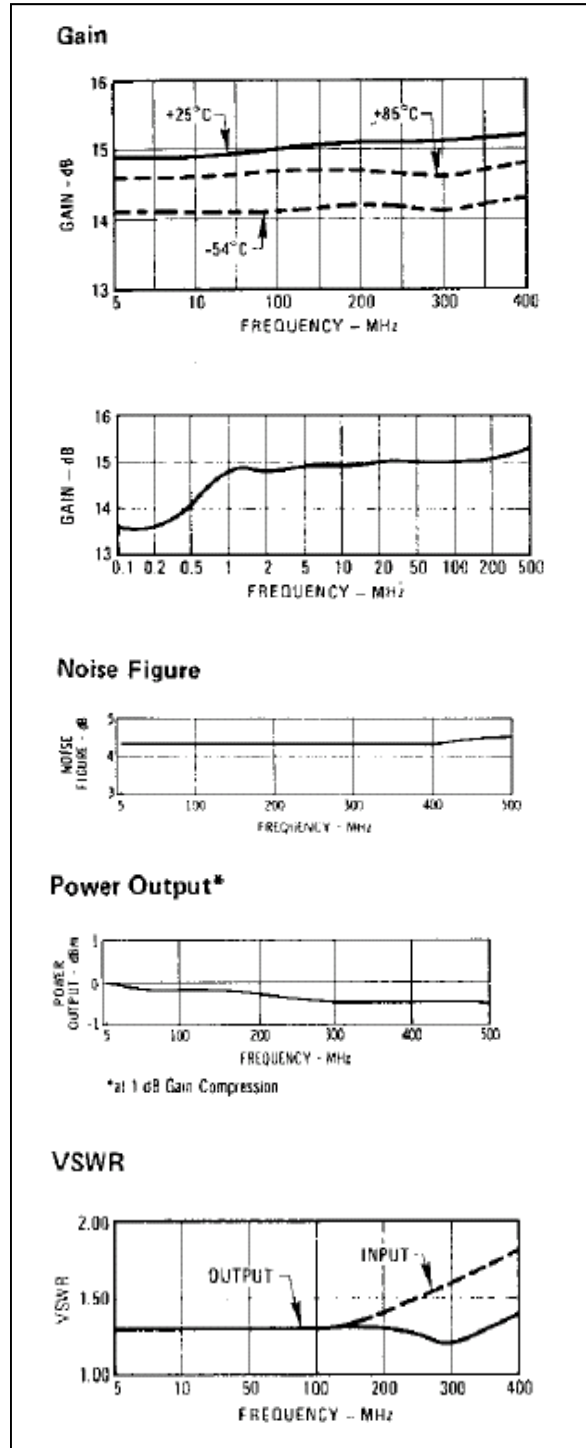 Gain
16
+25°C
+85°C
15
GAIN – dB
14
-54°C
13
5 10 100 200 300 400
FREQUENCY – MHz
16
15
GAIN – dB
14
13
0.1 0.2 0.5 1 2 5 10 20 50 100 200 500
FREQUENCY – MHz
Noise Figure
5
NOISE
FIGURE - dB
4
3
5 100 200 300 400 500
FREQUENCY - MHz
Power Output*
1
POWER
OUTPUT - dBm
0
-1
5 100 200 300 400 500
FREQUENCY - MHz
*at 1 dB Gain Compression
VSWR
2.00
INPUT
OUTPUT
VSWR
1.50
1.00
5 10 50 100 200 300 400
FREQUENCY – MHz